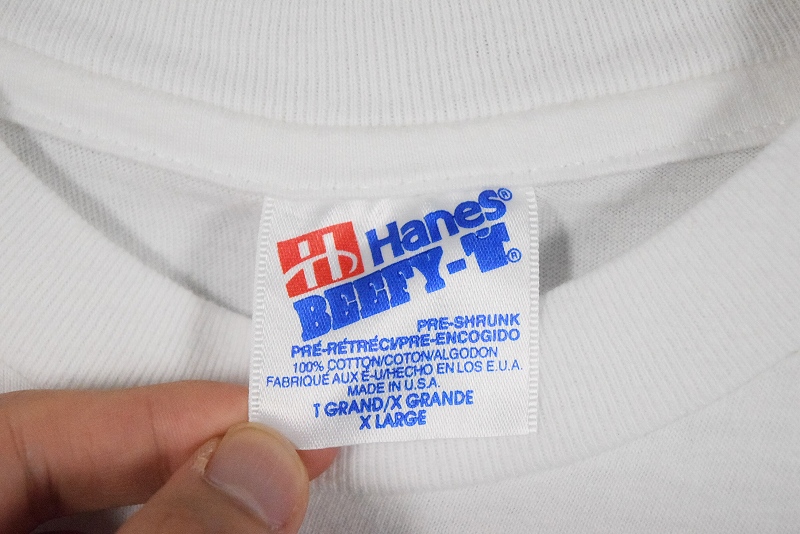 Hanes®
BEEFY-T®
PRE-SHRUNK
PRÉ-RÉTRÉCI/PRE-ENCOGIDO
100% COTTON/COTON/ALGODON
FABRIQUÉ AUX É-U/HECHO EN LOS E.U.A.
MADE IN U.S.A.
T GRAND/X GRANDE
X LARGE